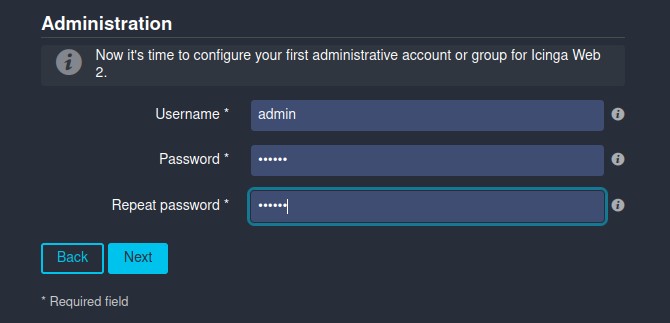 Administration
Now it's time to configure your first administrative account or group for Icinga Web
2.
Username *
admin
Password *
••••••
Repeat password *
••••••
Back
Next
* Required field